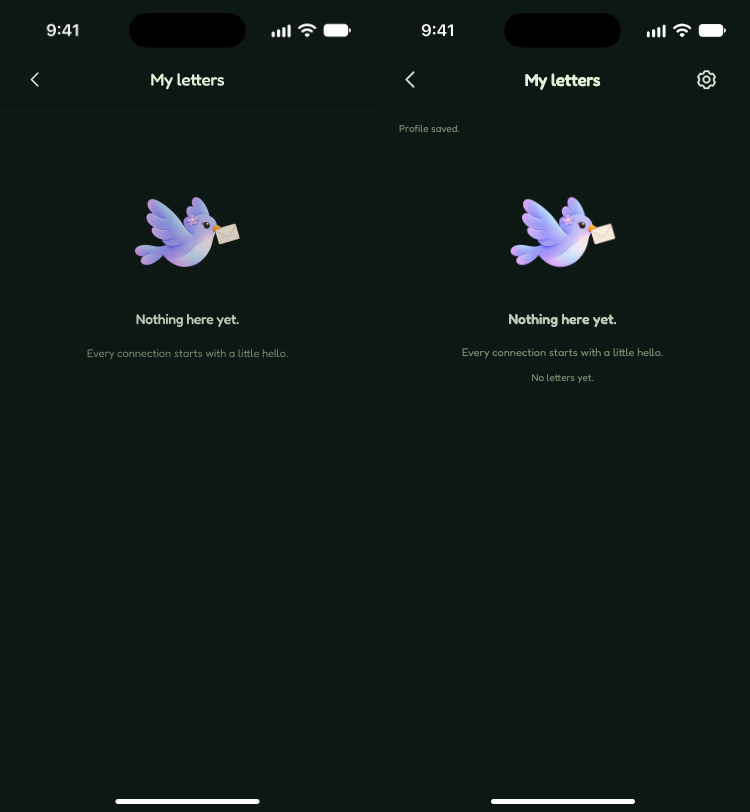 9:41
My letters
Nothing here yet.
Every connection starts with a little hello.
9:41
My letters
Profile saved.
Nothing here yet.
Every connection starts with a little hello.
No letters yet.